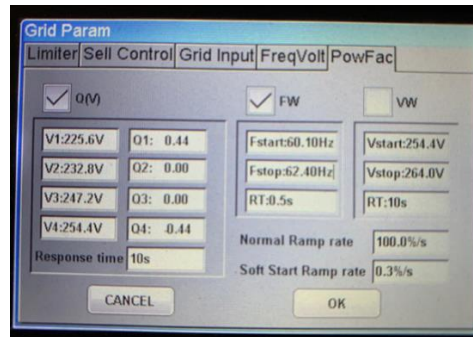 Grid Param
Limiter Sell Control Grid Input FreqVolt PowFac
Q(V)
V1:225.6V Q1: 0.44
V2:232.8V Q2: 0.00
V3:247.2V Q3: 0.00
V4:254.4V Q4: -0.44
Response time 10s
FW
Fstart:60.10Hz
Fstop:62.40Hz
RT:0.5s
VW
Vstart:254.4V
Vstop:264.0V
RT:10s
Normal Ramp rate 100.0%/s
Soft Start Ramp rate 0.3%/s
CANCEL
OK